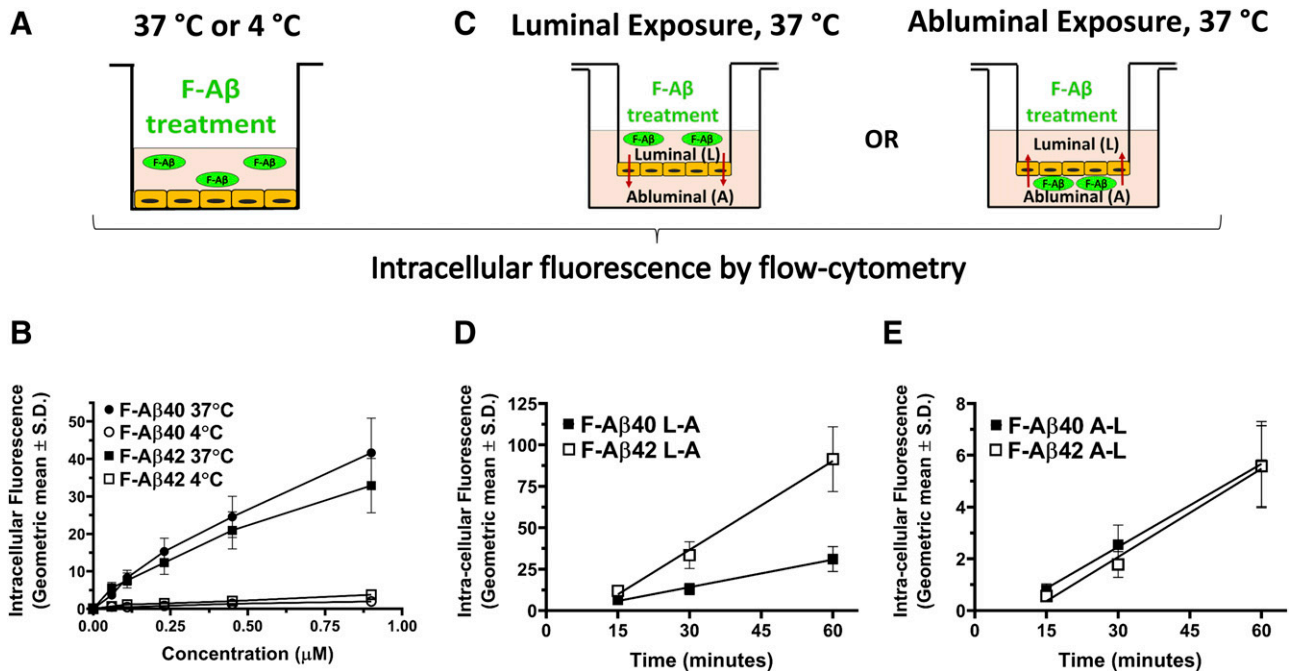 A
37 °C or 4 °C
F-Aβ
treatment
F-Aβ
F-Aβ
F-Aβ
C
Luminal Exposure, 37 °C
F-Aβ
treatment
F-Aβ
F-Aβ
Luminal (L)
Abluminal (A)
OR
Abluminal Exposure, 37 °C
F-Aβ
treatment
Luminal (L)
F-Aβ
F-Aβ
Abluminal (A)
Intracellular fluorescence by flow-cytometry
B
Intracellular Fluorescence
(Geometric mean ± S.D.)
50
40
30
20
10
0
F-Aβ40 37°C
F-Aβ40 4°C
F-Aβ42 37°C
F-Aβ42 4°C
0.00 0.25 0.50 0.75 1.00
Concentration (μM)
D
Intra-cellular Fluorescence
(Geometric mean ± S.D.)
125
100
75
50
25
0
F-Aβ40 L-A
F-Aβ42 L-A
0 15 30 45 60
Time (minutes)
E
Intra-cellular Fluorescence
(Geometric mean ± S.D.)
8
6
4
2
0
F-Aβ40 A-L
F-Aβ42 A-L
0 15 30 45 60
Time (minutes)